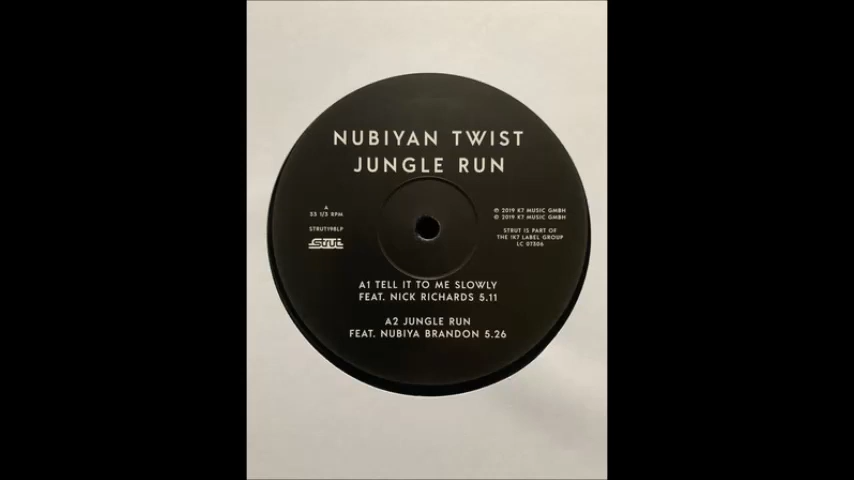 NUBIYAN TWIST
JUNGLE RUN
A
33 1/3 RPM
STRUT198LP
Strut
℗ 2019 K7 MUSIC GMBH
© 2019 K7 MUSIC GMBH
STRUT IS PART OF
THE !K7 LABEL GROUP
LC 07306
A1 TELL IT TO ME SLOWLY
FEAT. NICK RICHARDS 5.11
A2 JUNGLE RUN
FEAT. NUBIYA BRANDON 5.26